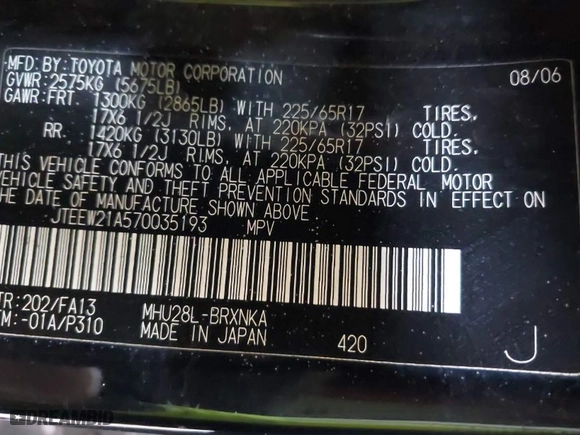 MFD. BY: TOYOTA MOTOR CORPORATION 08/06
GVWR: 2575KG (5675LB)
GAWR: FRT. 1300KG (2865LB) WITH 225/65R17 TIRES,
17X6 1/2J RIMS, AT 220KPA (32PSI) COLD.
RR. 1420KG (3130LB) WITH 225/65R17 TIRES,
17X6 1/2J RIMS, AT 220KPA (32PSI) COLD.
THIS VEHICLE CONFORMS TO ALL APPLICABLE FEDERAL MOTOR
VEHICLE SAFETY AND THEFT PREVENTION STANDARDS IN EFFECT ON
THE DATE OF MANUFACTURE SHOWN ABOVE.
JTEEW21A570035193 MPV
TR:202/FA13 MHU28L-BRXNKA
TM:-01A/P310 MADE IN JAPAN 420 J
DREAMBID